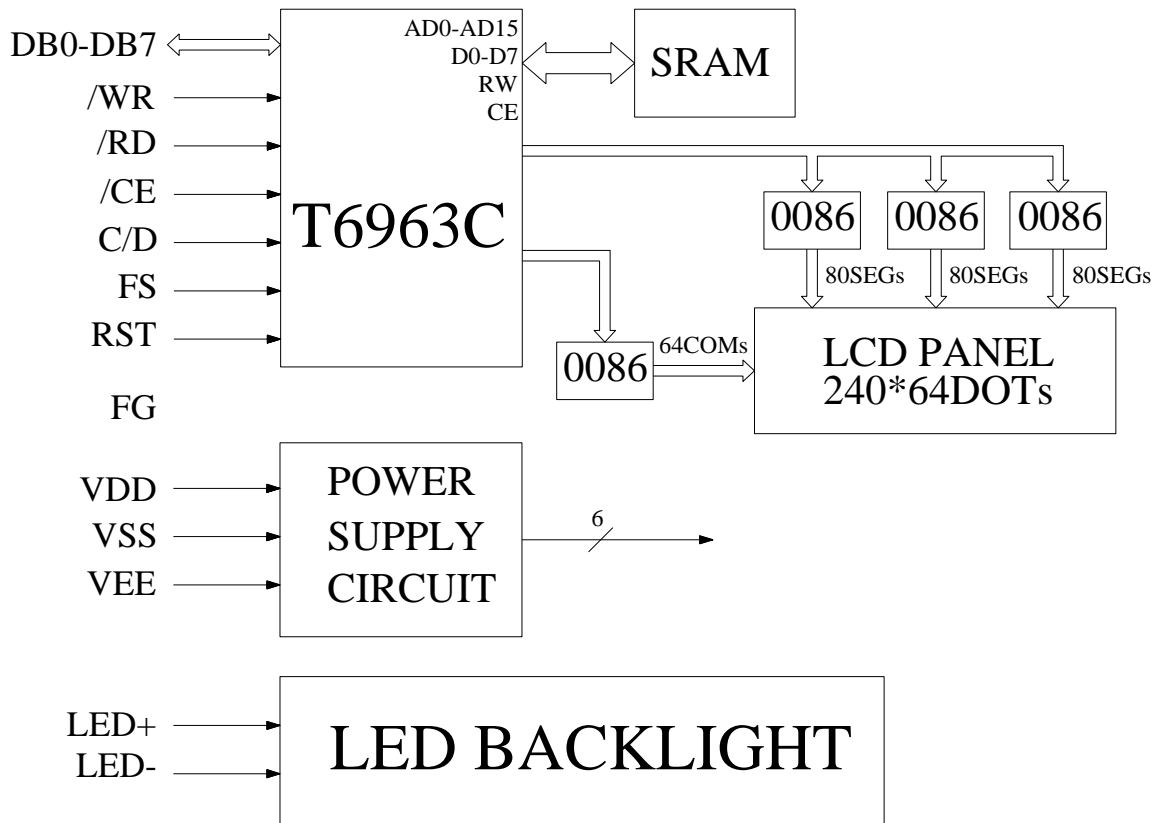 DB0-DB7
/WR
/RD
/CE
C/D
FS
RST
FG
VDD
VSS
VEE
LED+
LED-
AD0-AD15
D0-D7
RW
CE
T6963C
SRAM
0086
0086
0086
80SEGs
80SEGs
80SEGs
0086
64COMs
LCD PANEL
240*64DOTs
POWER
SUPPLY
CIRCUIT
6
LED BACKLIGHT